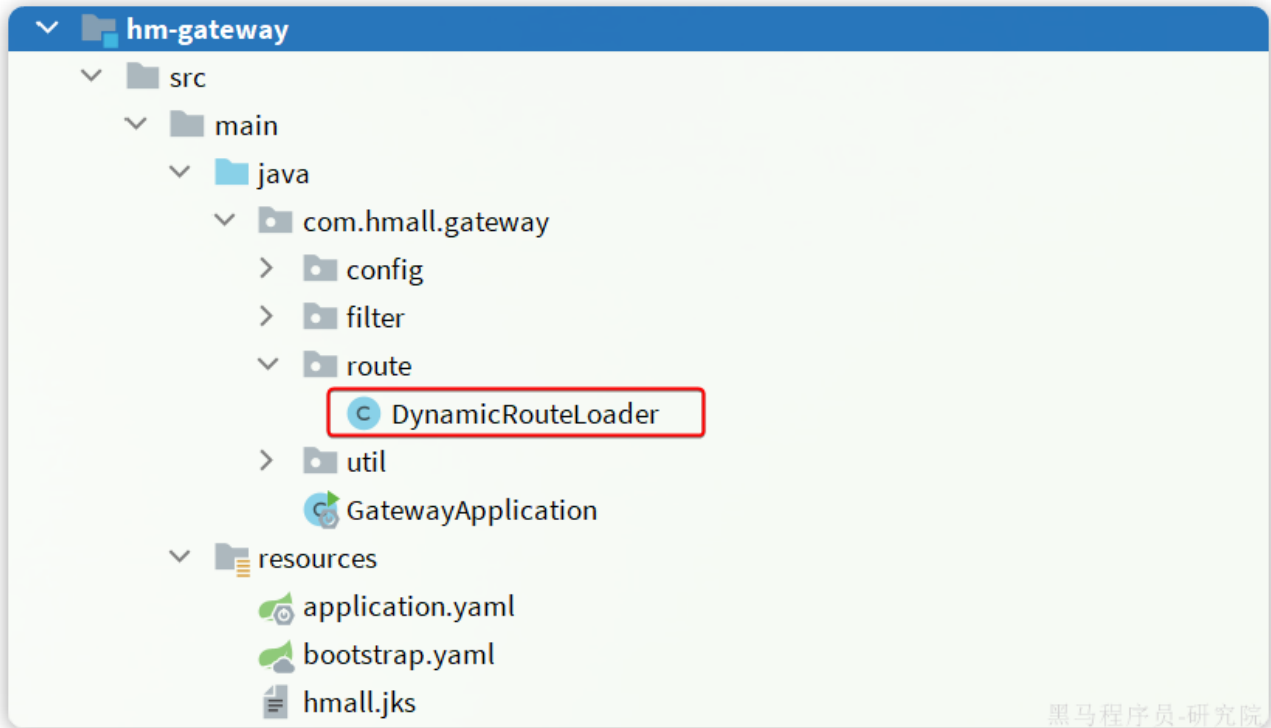 hm-gateway
src
main
java
com.hmall.gateway
config
filter
route
C DynamicRouteLoader
util
GatewayApplication
resources
application.yaml
bootstrap.yaml
hmall.jks
黑马程序员-研究院